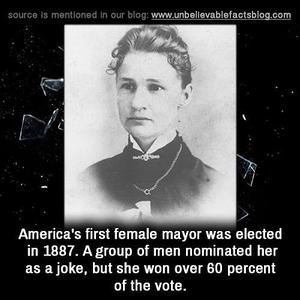 source is mentioned in our blog: www.unbelievablefactsblog.com
America's first female mayor was elected
in 1887. A group of men nominated her
as a joke, but she won over 60 percent
of the vote.